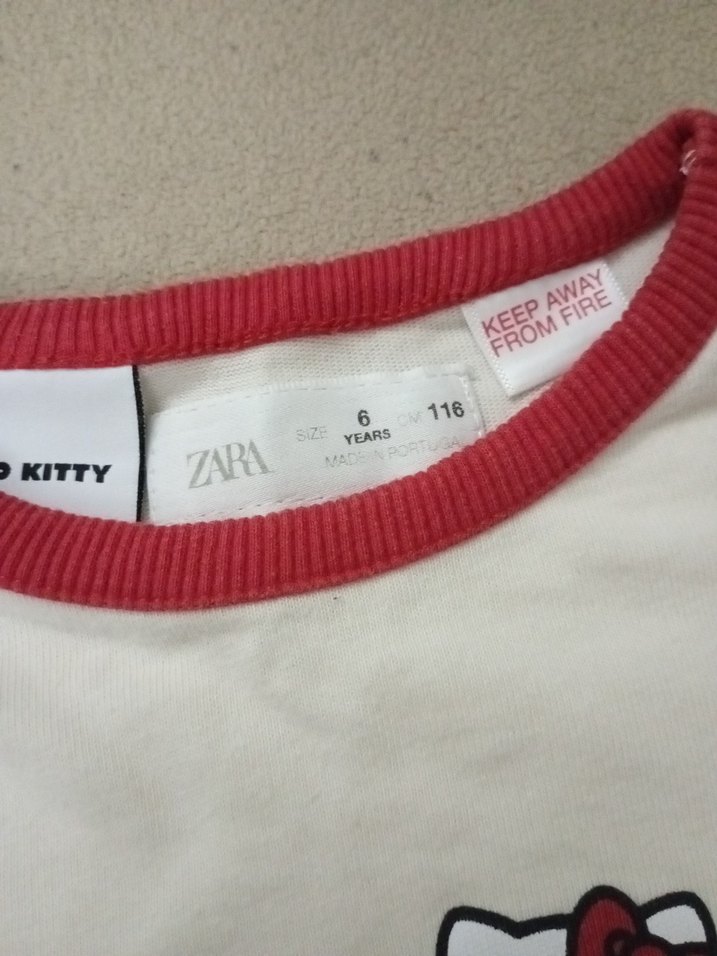 KITTY
ZARA
SIZE 6 YEARS CM 116
MADE IN PORTUGAL
KEEP AWAY
FROM FIRE